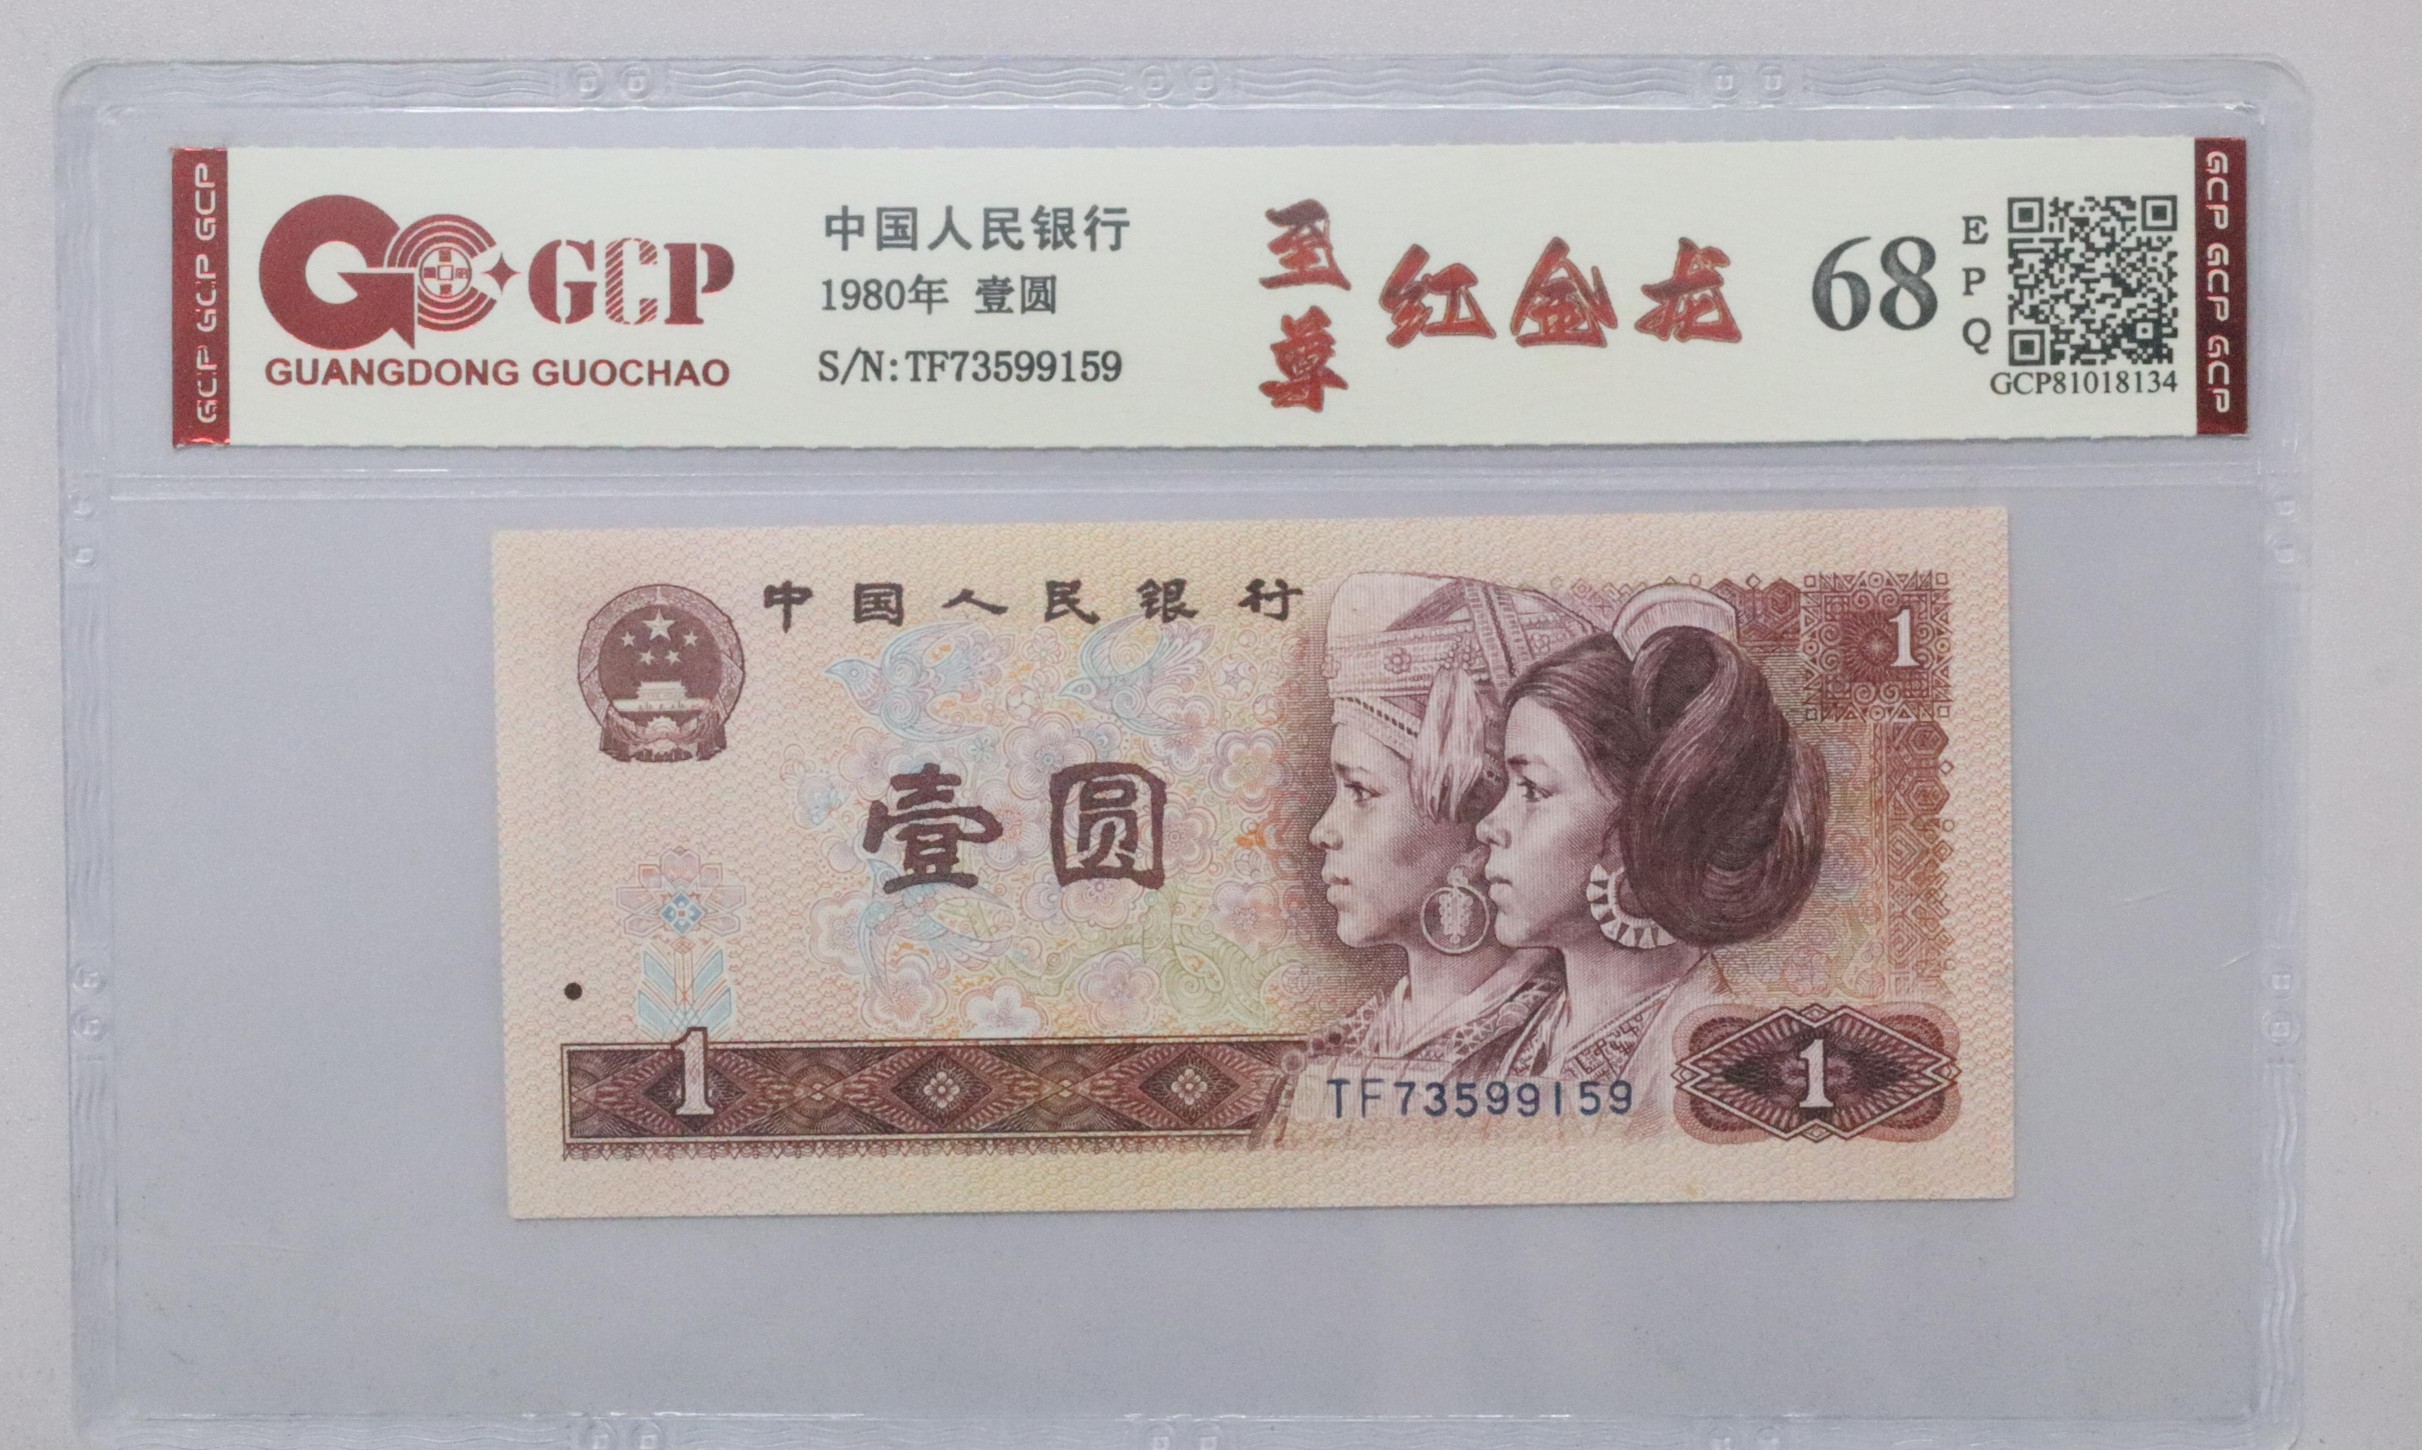 GCP GCP GCP
GCP
GUANGDONG GUOCHAO
中国人民银行
1980年 壹圆
S/N:TF73599159
至尊
红金龙
68
EPQ
GCP81018134
GCP GCP GCP
中国人民银行
1
壹圆
1
TF73599159
1